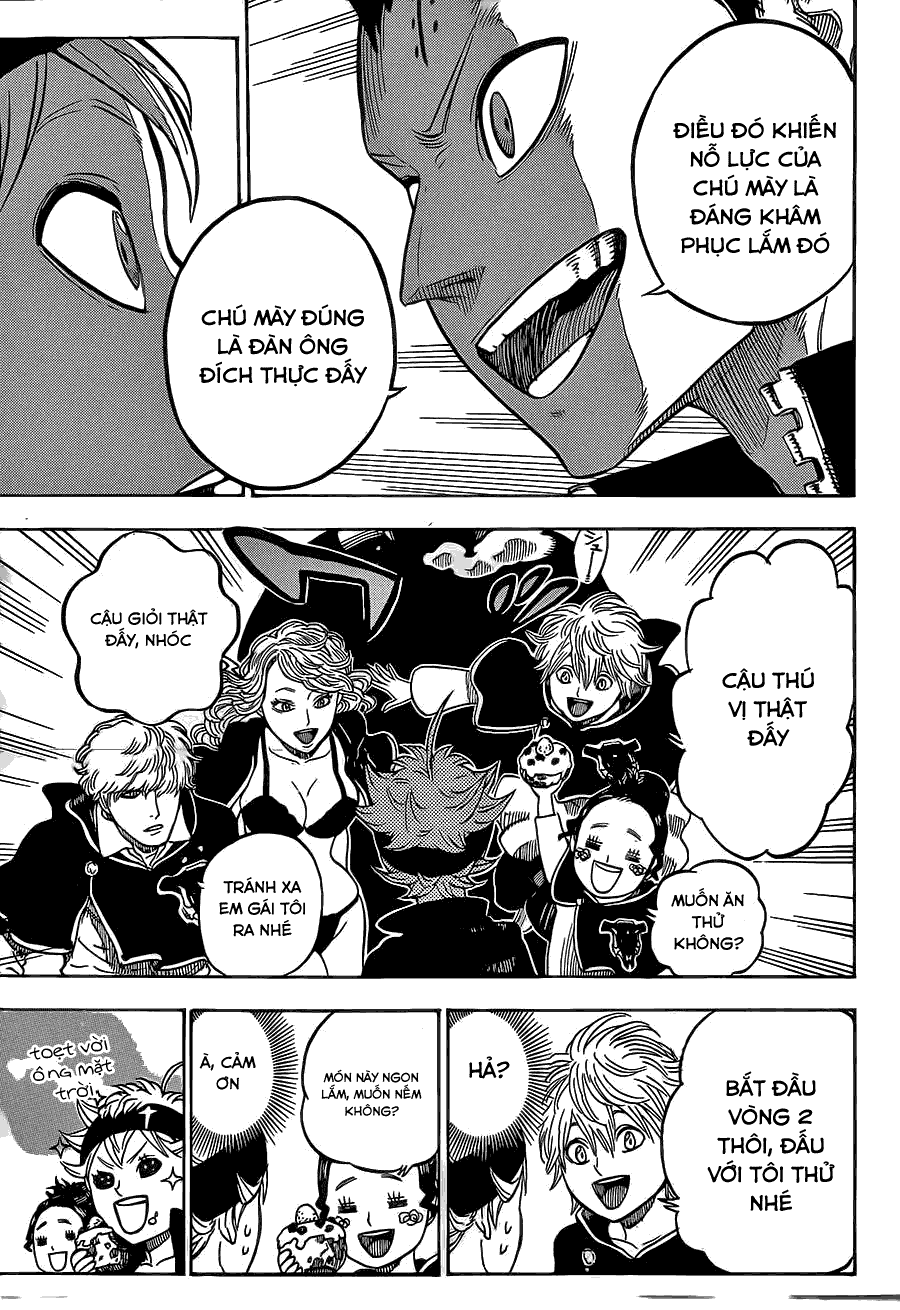 ĐIỀU ĐÓ KHIẾN
NỖ LỰC CỦA
CHÚ MÀY LÀ
ĐÁNG KHÂM
PHỤC LẮM ĐÓ
CHÚ MÀY ĐÚNG
LÀ ĐÀN ÔNG
ĐÍCH THỰC ĐẤY
CẬU THÚ
VỊ THẬT
ĐẤY
CẬU GIỎI THẬT
ĐẤY, NHÓC
MUỐN ĂN
THỬ
KHÔNG?
TRÁNH XA
EM GÁI TÔI
RA NHÉ
BẮT ĐẦU
VÒNG 2
THÔI, ĐẤU
VỚI TÔI THỬ
NHÉ
HẢ?
MÓN NÀY NGON
LẮM, MUỐN NẾM
KHÔNG?
À, CẢM
ƠN
toẹt vời
ông mặt
trời